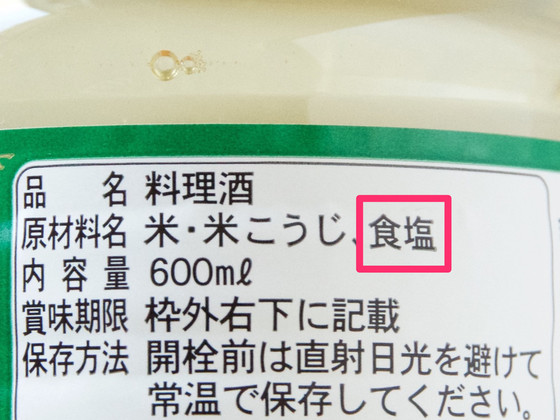 品名 料理酒
原材料名 米・米こうじ、食塩
内容量 600mℓ
賞味期限 枠外右下に記載
保存方法 開栓前は直射日光を避けて
常温で保存してください。